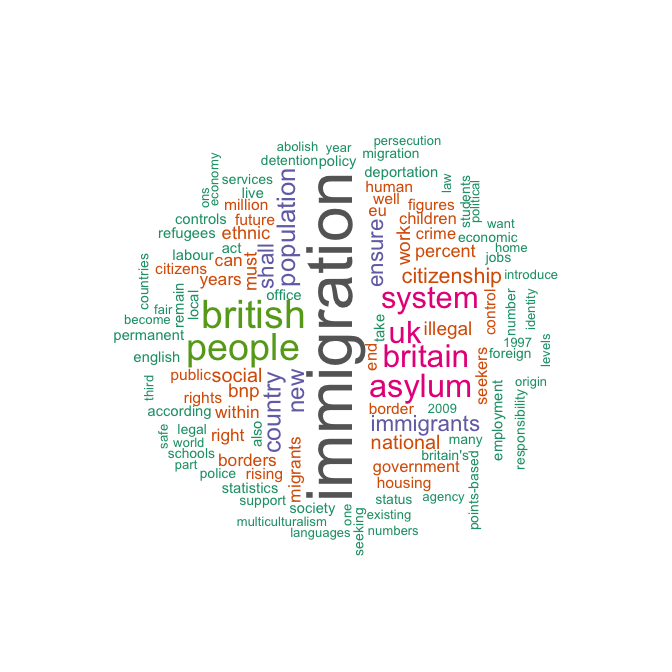 abolish
year
persecution
detention
policy
migration
economy
ons
services
live
deportation
law
students
political
million
human
well
population
immigration
eu
figures
controls
future
children
want
refugees
ethnic
shall
ensure
work
crime
economic
home
act
must
percent
jobs
labour
can
citizenship
introduce
countries
citizens
years
office
system
control
number
identity
fair
remain
local
british
take
uk
illegal
become
permanent
people
end
britain
seekers
1997
foreign
levels
english
third
public
social
country
new
asylum
employment
origin
responsibility
rights
bnp
border
2009
according
within
immigrants
safe
legal
right
also
national
many
world
schools
migrants
britain's
points-based
part
borders
government
police
rising
housing
statistics
support
society
one
status
agency
multiculturalism
existing
languages
seeking
numbers